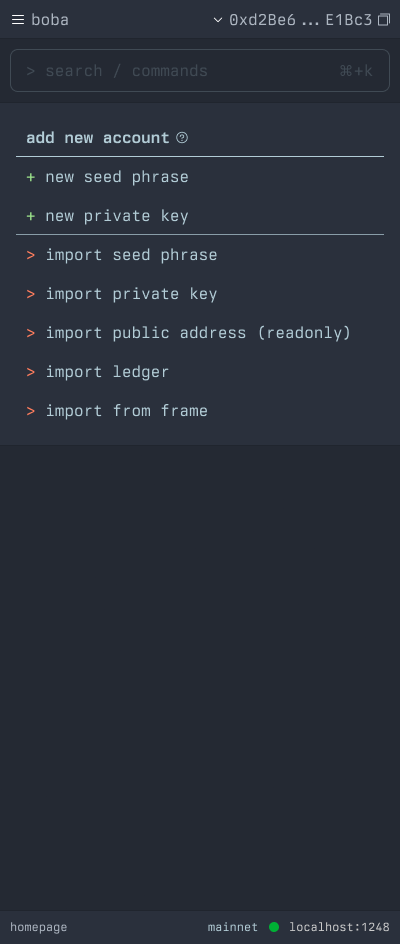 boba 0xd2Be6...E1Bc3
> search / commands ⌘+k
add new account
+ new seed phrase
+ new private key
> import seed phrase
> import private key
> import public address (readonly)
> import ledger
> import from frame
homepage mainnet localhost:1248